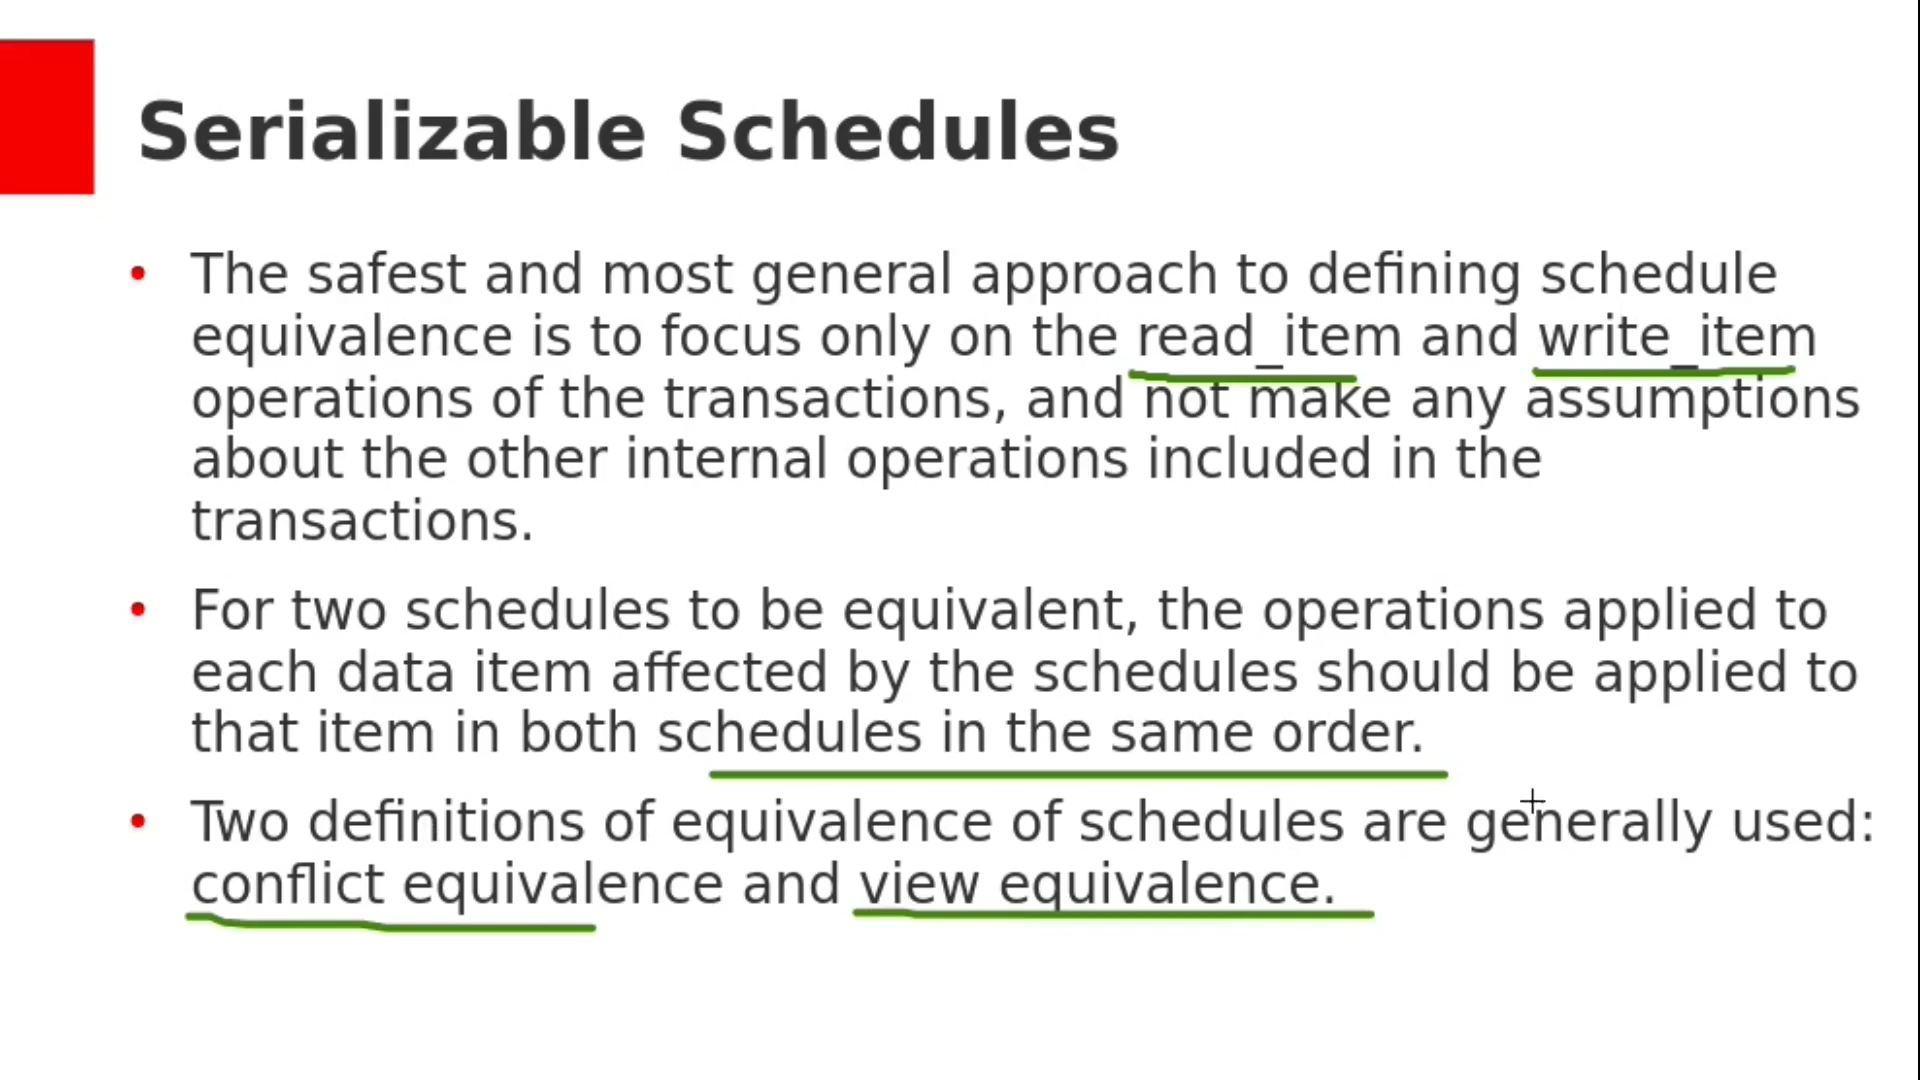 Serializable Schedules
• The safest and most general approach to defining schedule
equivalence is to focus only on the read_item and write_item
operations of the transactions, and not make any assumptions
about the other internal operations included in the
transactions.
• For two schedules to be equivalent, the operations applied to
each data item affected by the schedules should be applied to
that item in both schedules in the same order.
• Two definitions of equivalence of schedules are generally used:
conflict equivalence and view equivalence.